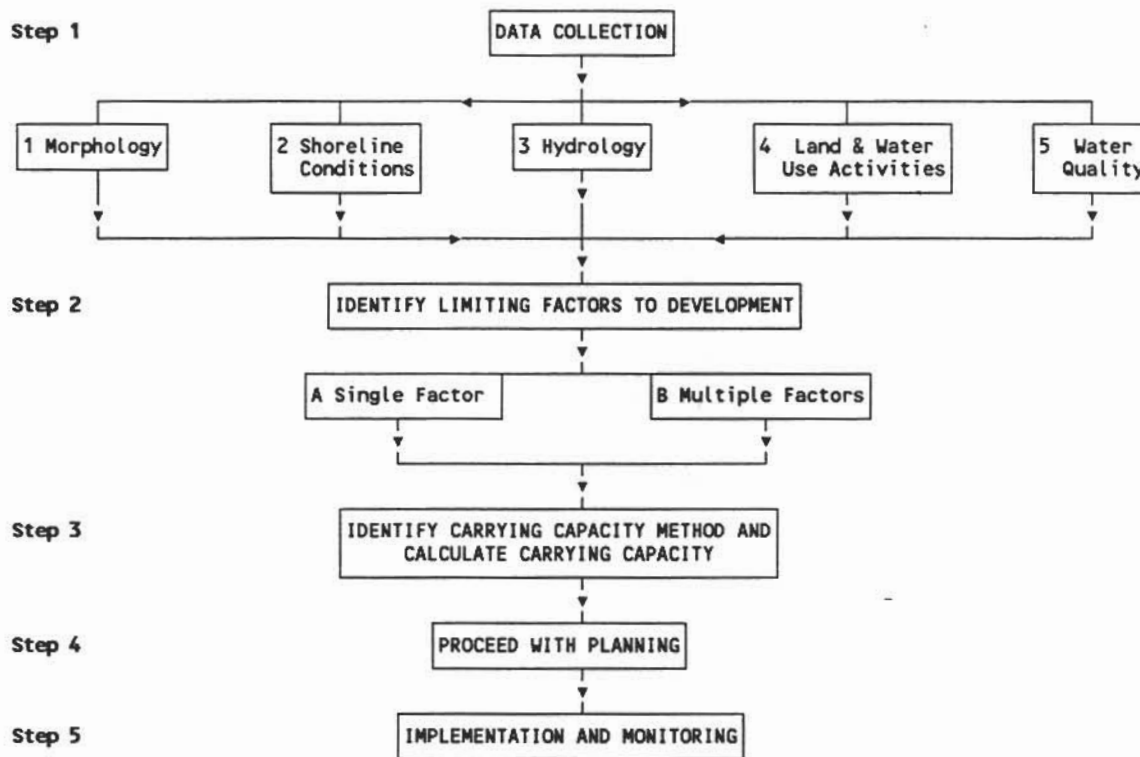 Step 1
DATA COLLECTION
1 Morphology
2 Shoreline
Conditions
3 Hydrology
4 Land & Water
Use Activities
5 Water
Quality
Step 2
IDENTIFY LIMITING FACTORS TO DEVELOPMENT
A Single Factor
B Multiple Factors
Step 3
IDENTIFY CARRYING CAPACITY METHOD AND
CALCULATE CARRYING CAPACITY
Step 4
PROCEED WITH PLANNING
Step 5
IMPLEMENTATION AND MONITORING